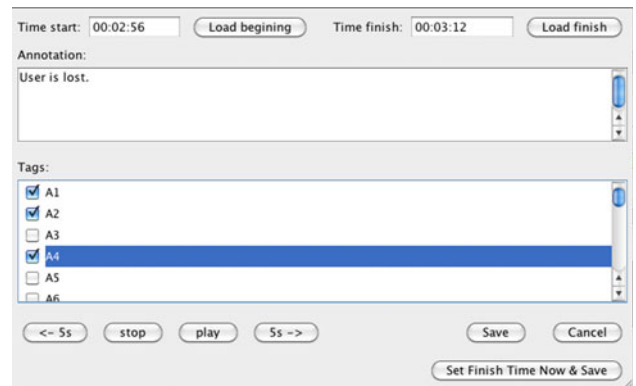 Time start: 00:02:56 Load begining Time finish: 00:03:12 Load finish
Annotation:
User is lost.
Tags:
A1
A2
A3
A4
A5
A6
<- 5s stop play 5s -> Save Cancel
Set Finish Time Now & Save